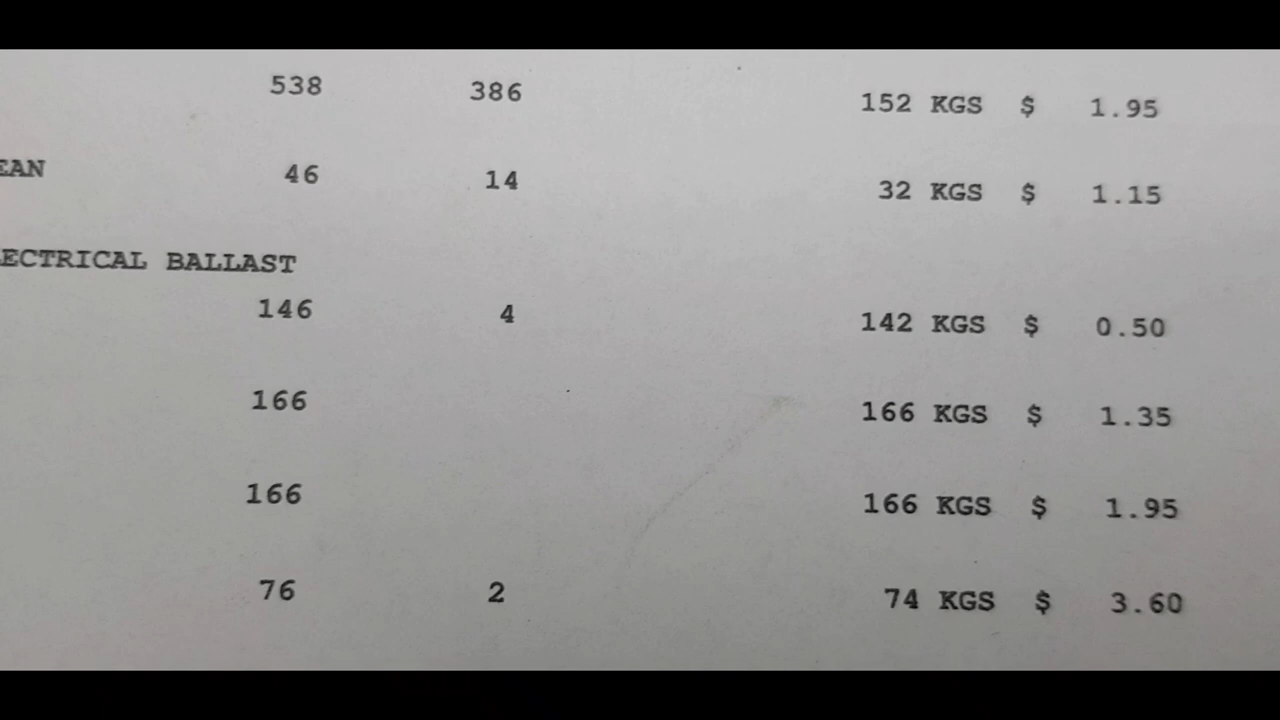 538 386 152 KGS $ 1.95
EAN 46 14 32 KGS $ 1.15
ECTRICAL BALLAST
146 4 142 KGS $ 0.50
166 166 KGS $ 1.35
166 166 KGS $ 1.95
76 2 74 KGS $ 3.60